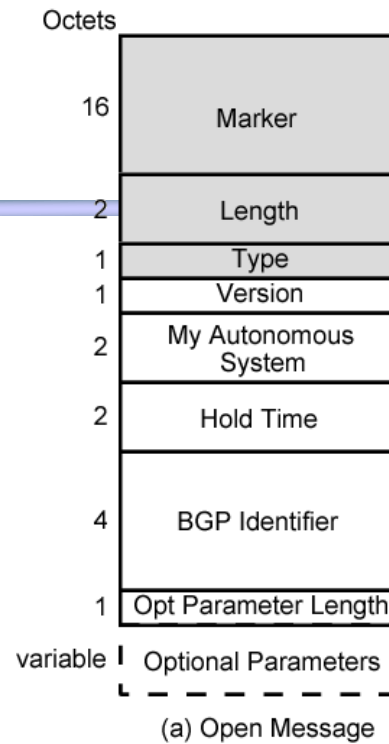 Octets
16 Marker
2 Length
1 Type
1 Version
2 My Autonomous
System
2 Hold Time
4 BGP Identifier
1 Opt Parameter Length
variable Optional Parameters
(a) Open Message